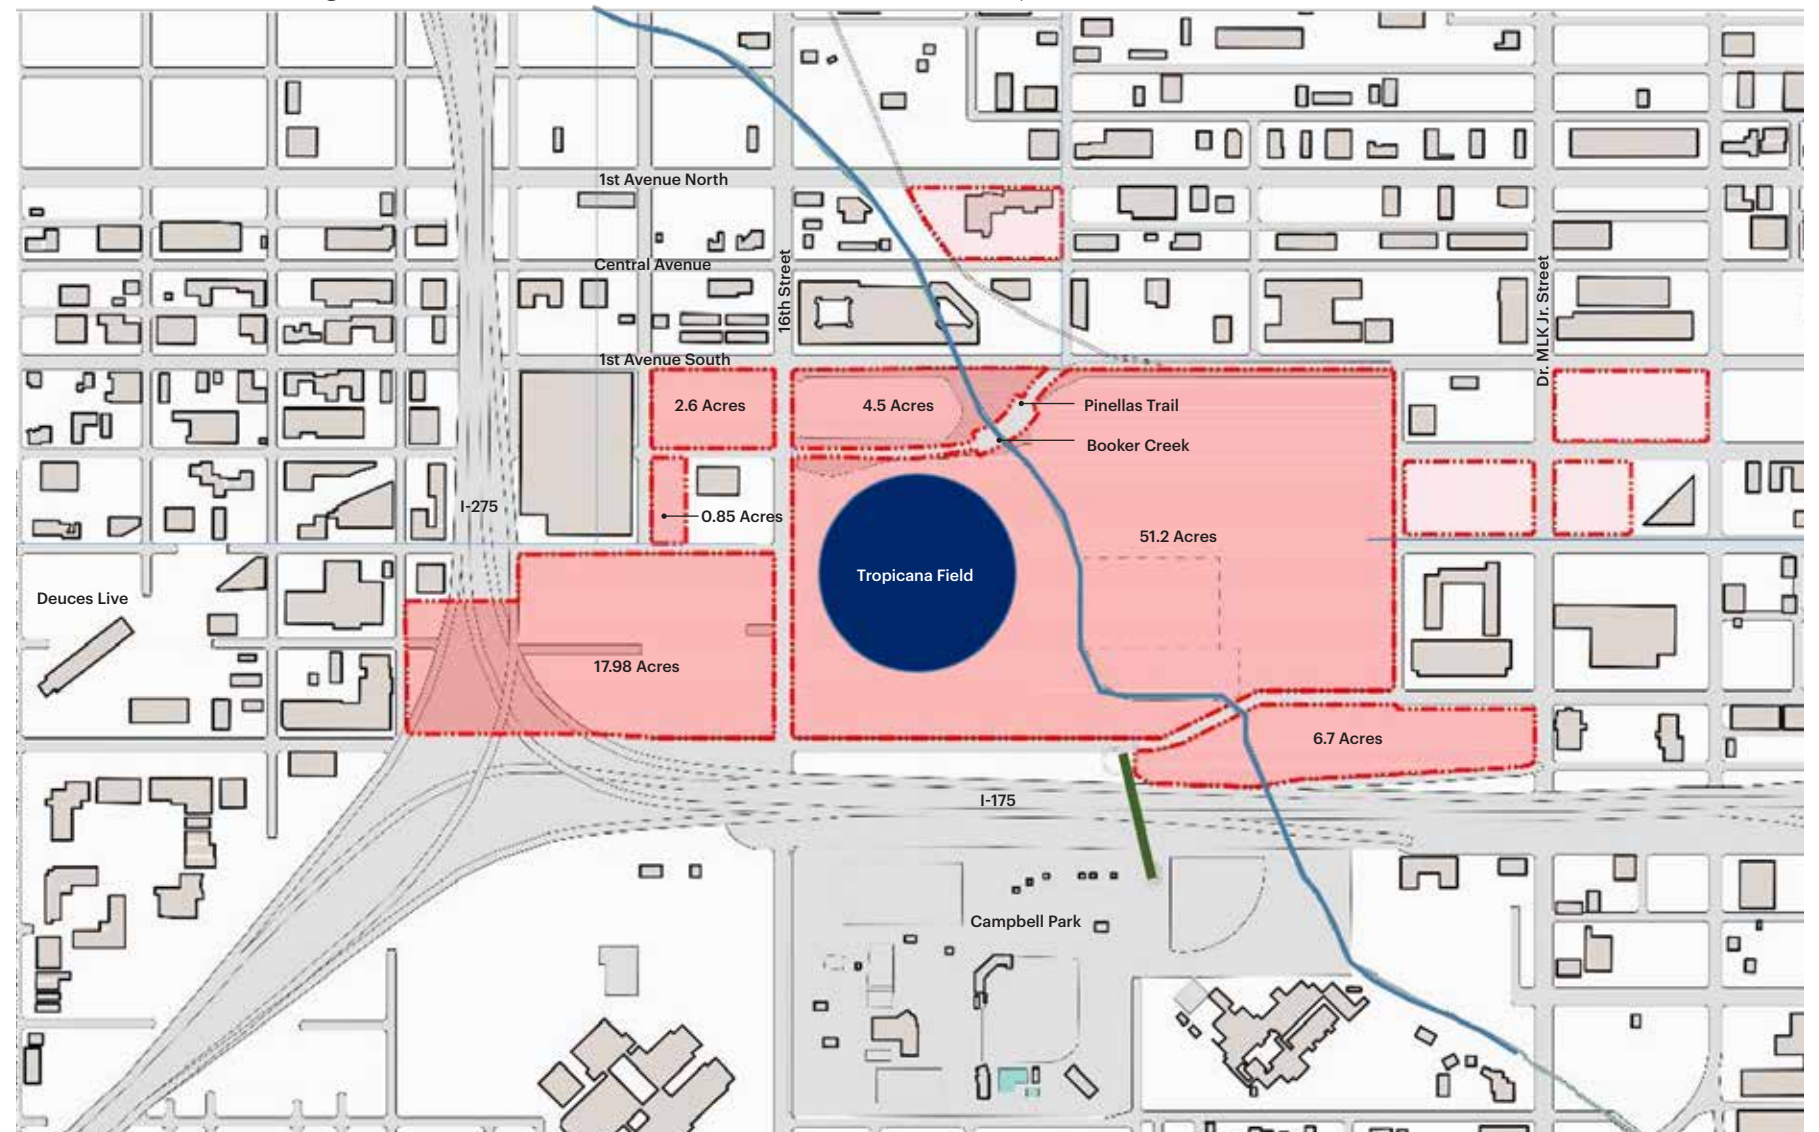 1st Avenue North
Central Avenue
16th Street
Dr. MLK Jr. Street
1st Avenue South
2.6 Acres
4.5 Acres
Pinellas Trail
Booker Creek
I-275
0.85 Acres
51.2 Acres
Tropicana Field
Deuces Live
17.98 Acres
6.7 Acres
I-175
Campbell Park